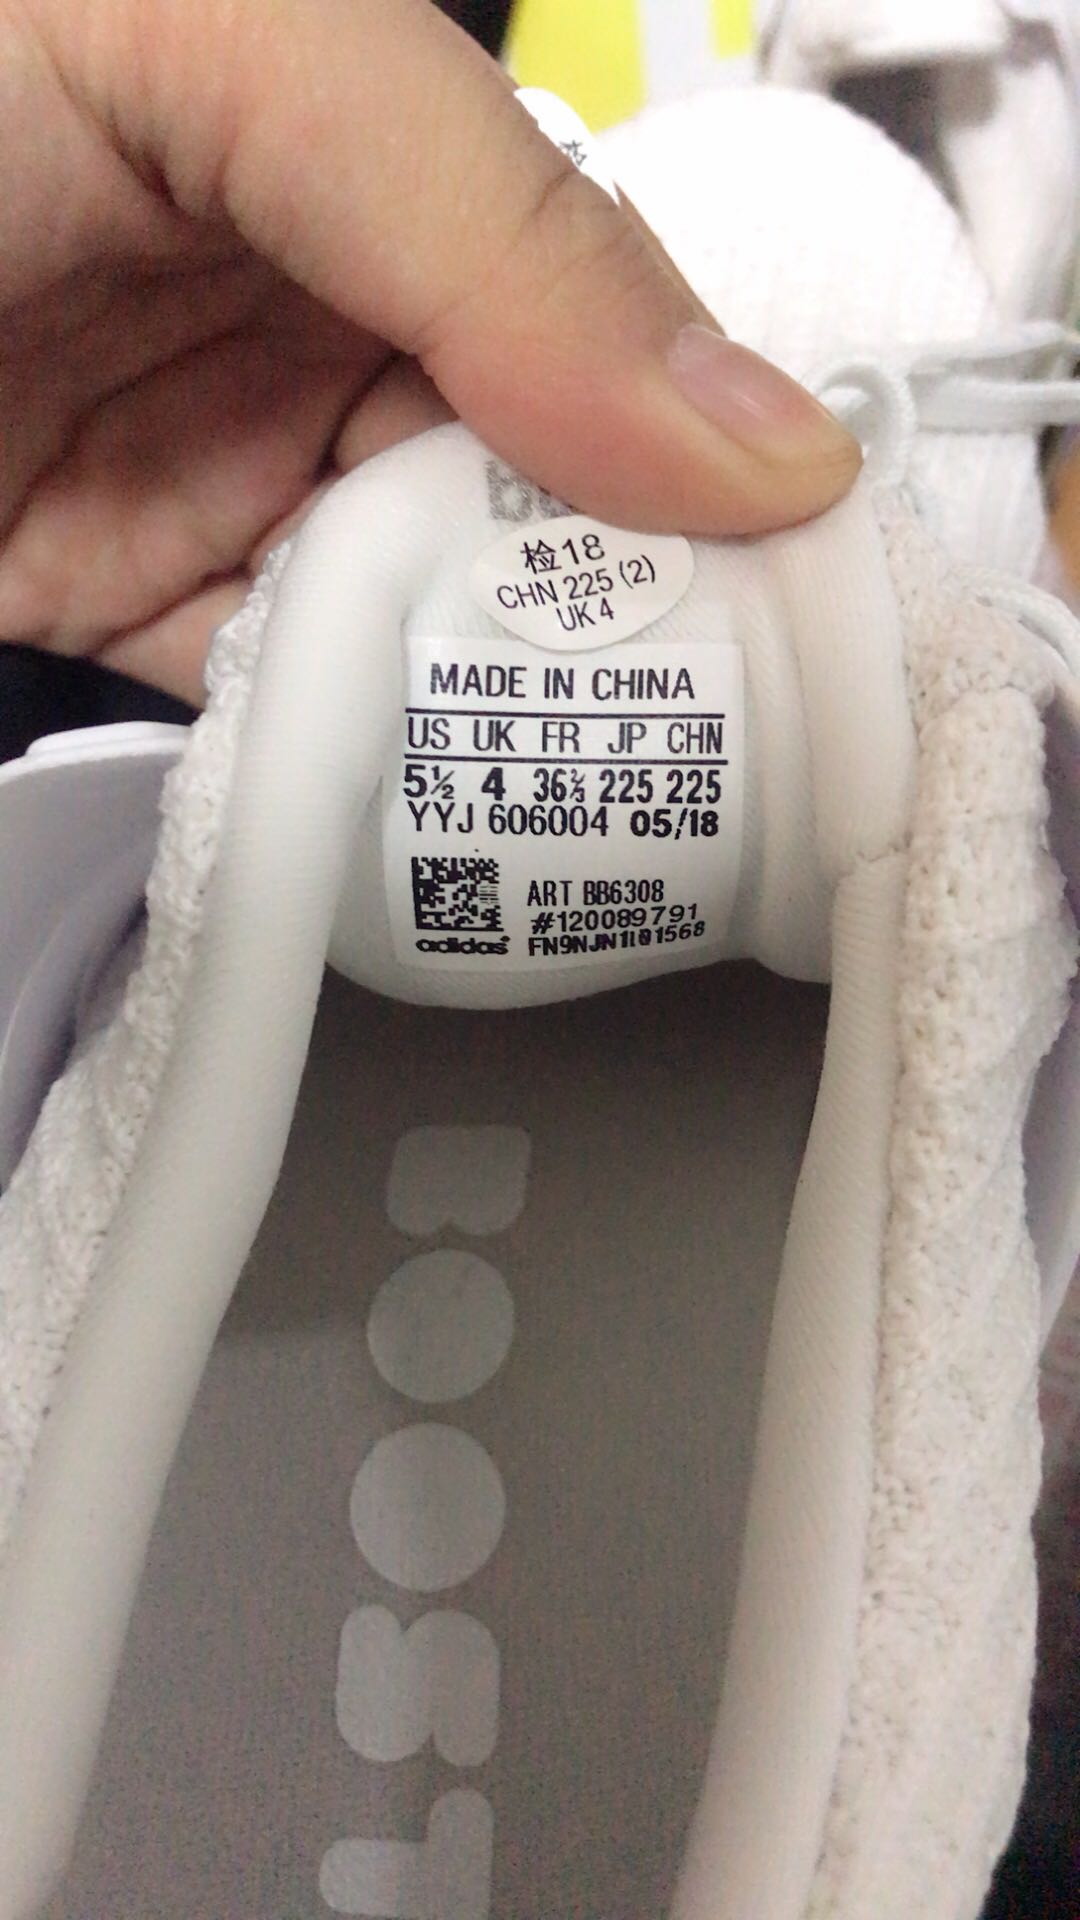 检18
CHN 225 (2)
UK 4
MADE IN CHINA
US UK FR JP CHN
5½ 4 36⅔ 225 225
YYJ 606004 05/18
ART BB6308
#120089791
adidas FN9NJN1101568
BOOST